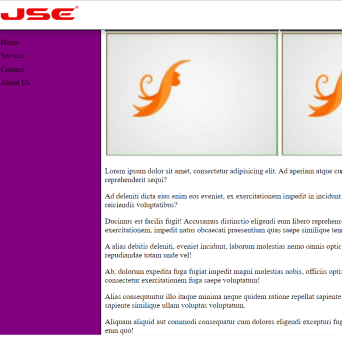 JSE
Home
Service
Contact
About Us
Lorem ipsum dolor sit amet, consectetur adipisicing elit. Ad aperiam atque cu
reprehenderit sequi?
Ad deleniti dicta eius enim eos eveniet, ex exercitationem impedit in incidunt
reiciendis voluptatibus?
Ducimus est facilis fugit! Accusamus distinctio eligendi eum libero reprehende
exercitationem, impedit natus obcaecati praesentium quas saepe similique ten
A alias debitis deleniti, eveniet incidunt, laborum molestias nemo omnis optio
repudiandae totam unde vel!
Ab, dolorum expedita fuga fugiat impedit magni molestias nobis, officiis opti
consectetur exercitationem fuga saepe voluptatum!
Alias consequuntur illo itaque minima neque quidem ratione repellat sapiente
sapiente similique ullam voluptas voluptatum.
Aliquam aliquid aut commodi consequatur cum dolores eligendi excepturi fug
eum quo!